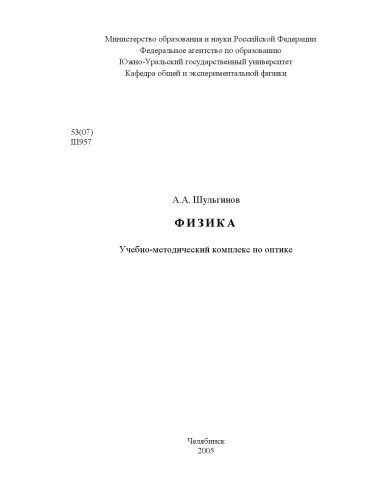 Министерство образования и науки Российской Федерации
Федеральное агентство по образованию
Южно-Уральский государственный университет
Кафедра общей и экспериментальной физики
53(07)
Ш957
А.А. Шульгинов
ФИЗИКА
Учебно-методический комплекс по оптике
Челябинск
2005